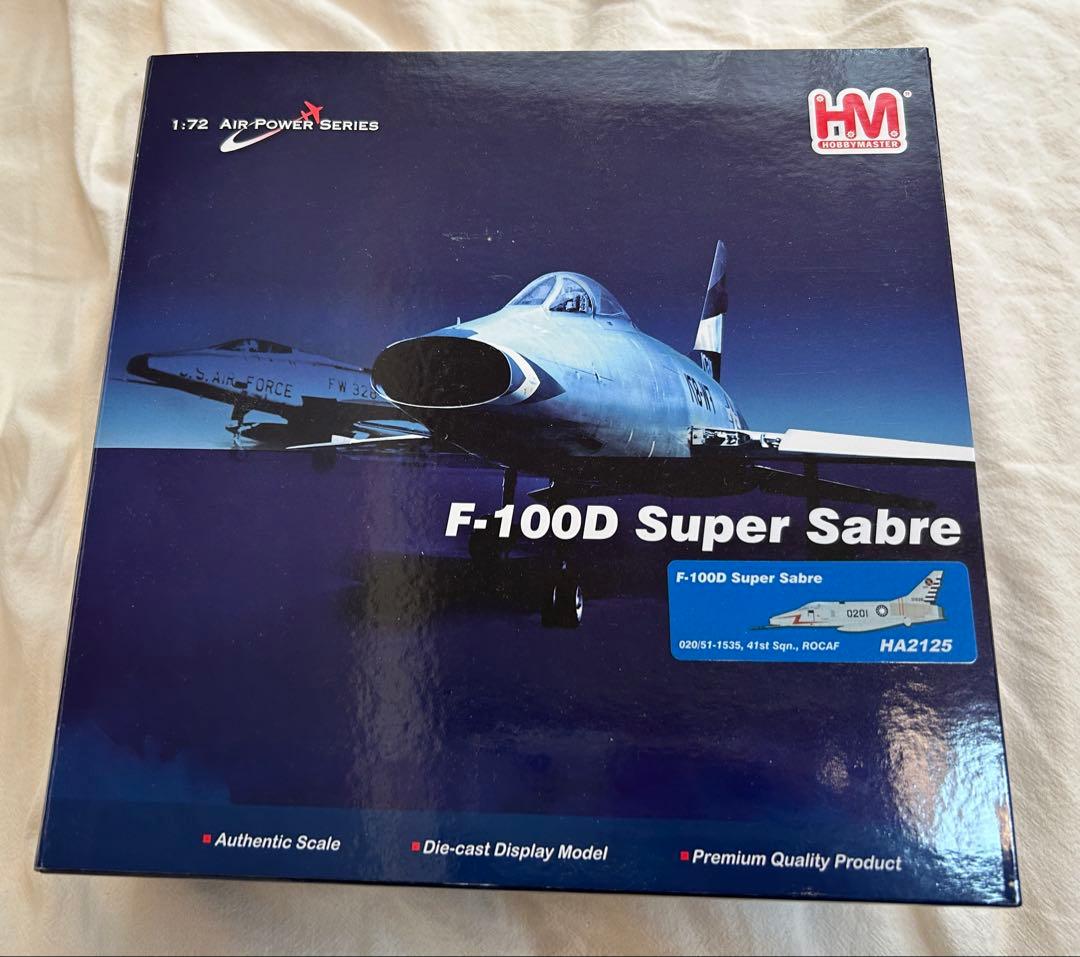 1:72 AIR POWER SERIES
HM
HOBBYMASTER
U.S. AIR FORCE
FW 328
F-100D Super Sabre
F-100D Super Sabre
0201
020/51-1535, 41st Sqn., ROCAF
HA2125
Authentic Scale
Die-cast Display Model
Premium Quality Product